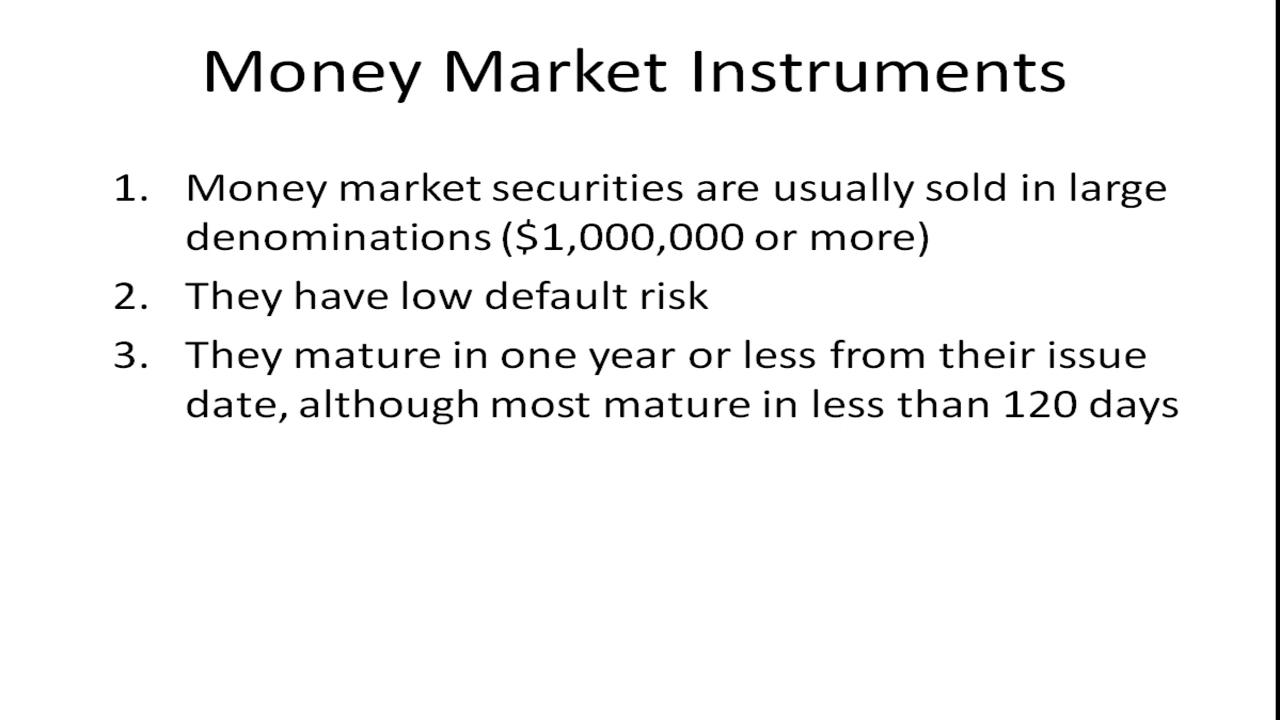 Money Market Instruments
1. Money market securities are usually sold in large
denominations ($1,000,000 or more)
2. They have low default risk
3. They mature in one year or less from their issue
date, although most mature in less than 120 days